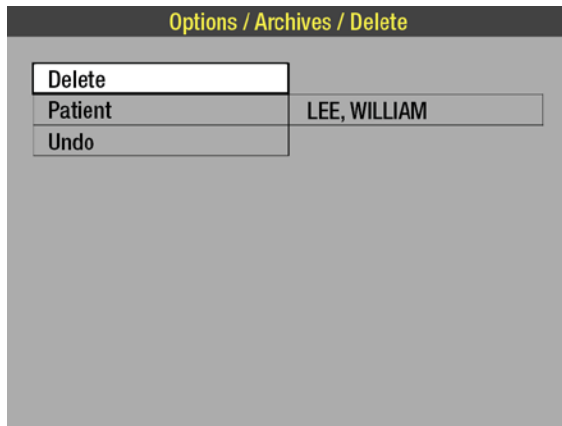 Options / Archives / Delete
Delete
Patient LEE, WILLIAM
Undo